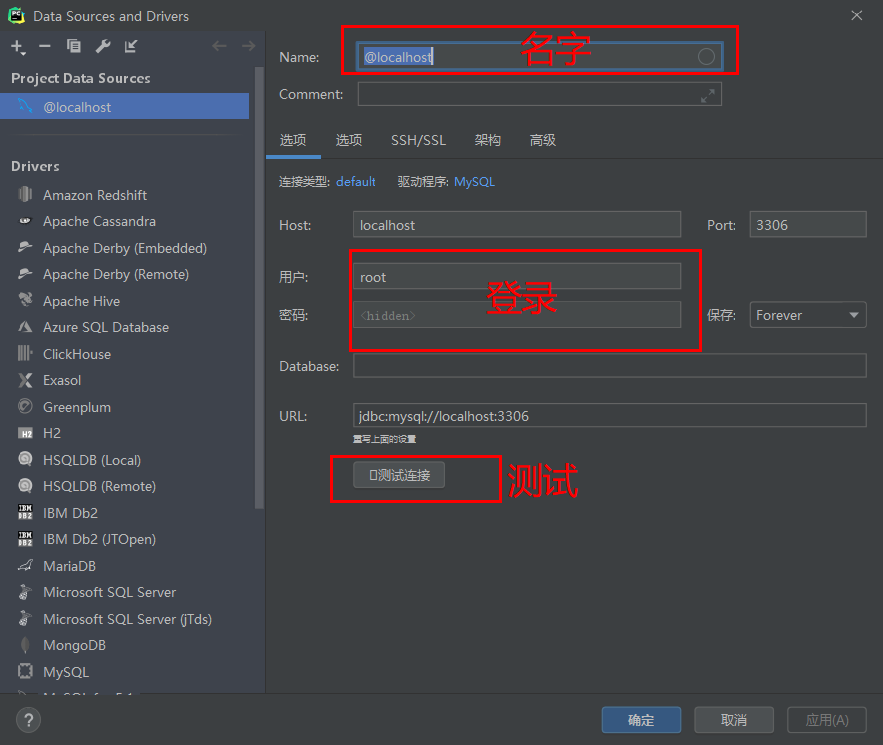 Data Sources and Drivers
Project Data Sources
@localhost
Drivers
Amazon Redshift
Apache Cassandra
Apache Derby (Embedded)
Apache Derby (Remote)
Apache Hive
Azure SQL Database
ClickHouse
Exasol
Greenplum
H2
HSQLDB (Local)
HSQLDB (Remote)
IBM Db2
IBM Db2 (JTOpen)
MariaDB
Microsoft SQL Server
Microsoft SQL Server (jTds)
MongoDB
MySQL
Name: @localhost 名字
Comment:
选项 选项 SSH/SSL 架构 高级
连接类型: default 驱动程序: MySQL
Host: localhost Port: 3306
用户: root
登录
密码: <hidden> 保存: Forever
Database:
URL: jdbc:mysql://localhost:3306
重写上面的设置
测试连接 测试
? 确定 取消 应用(A)